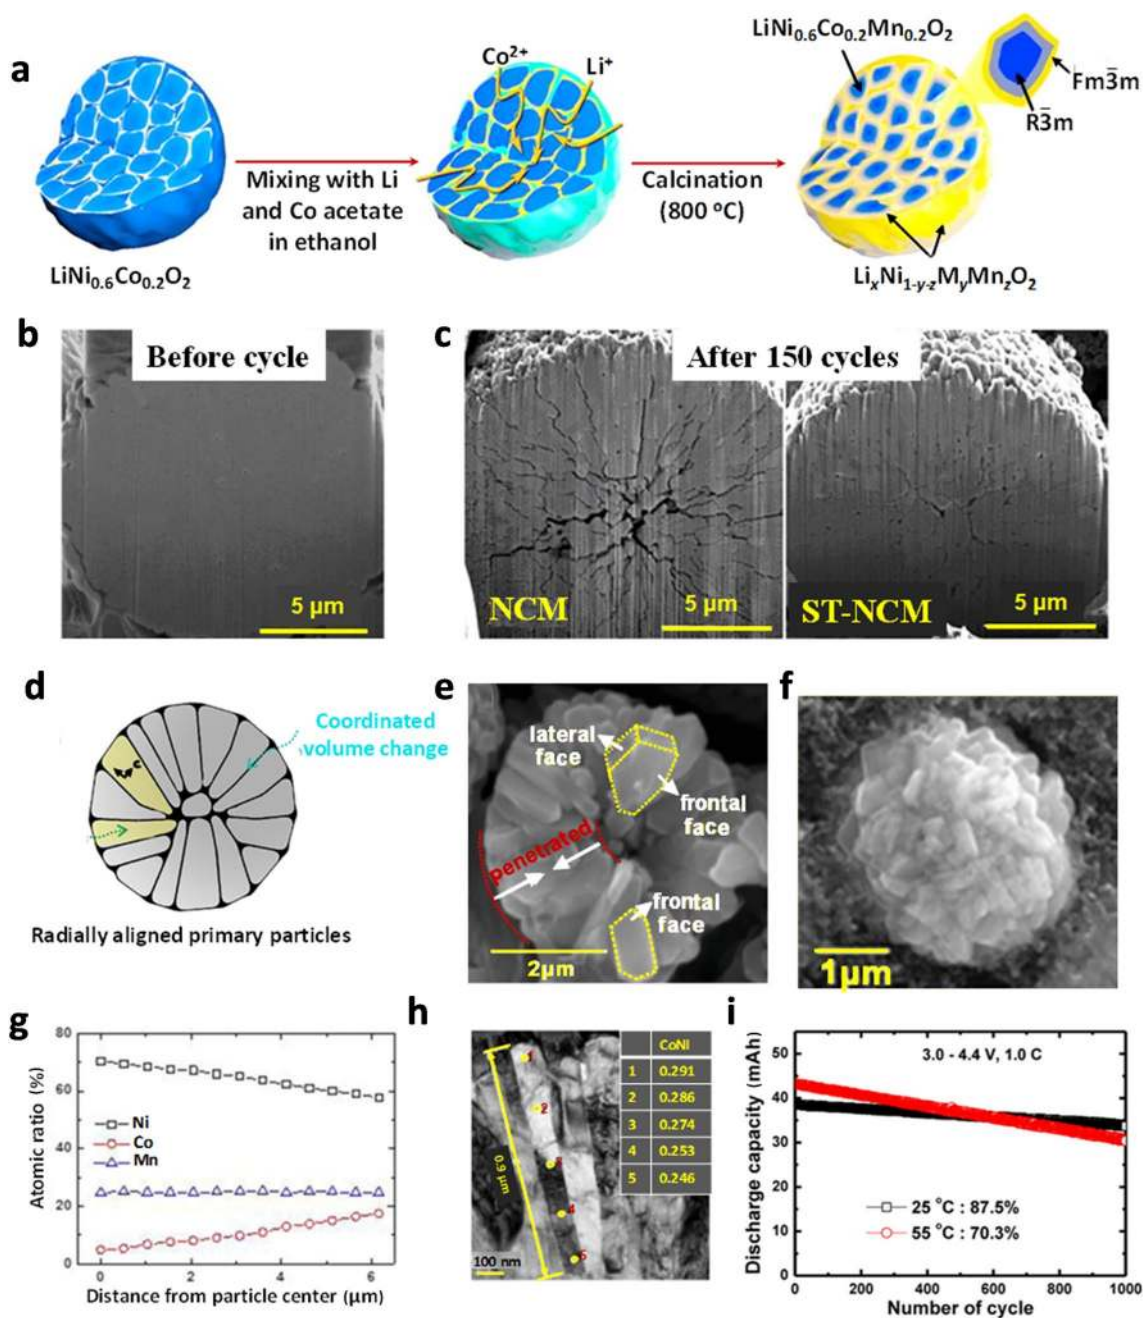 a
Co²⁺
Li⁺
LiNi₀.₆Co₀.₂Mn₀.₂O₂
Fm3̅m
R3̅m
Mixing with Li
and Co acetate
in ethanol
Calcination
(800 °C)
LiNi₀.₆Co₀.₂O₂
LiₓNi₁₋y₋zMyMnzO₂
b
Before cycle
5 µm
c
After 150 cycles
NCM
5 µm
ST-NCM
5 µm
d
Coordinated
volume change
c
Radially aligned primary particles
e
lateral
face
frontal
face
penetrated
frontal
face
2µm
f
1µm
g
Atomic ratio (%)
80
60
40
20
0
Ni
Co
Mn
0 2 4 6
Distance from particle center (µm)
h
CoNi
1 0.291
2 0.286
3 0.274
4 0.253
5 0.246
1
2
3
4
5
0.9 µm
100 nm
i
Discharge capacity (mAh)
50
40
30
20
10
0
3.0 - 4.4 V, 1.0 C
25 °C : 87.5%
55 °C : 70.3%
0 200 400 600 800 1000
Number of cycle